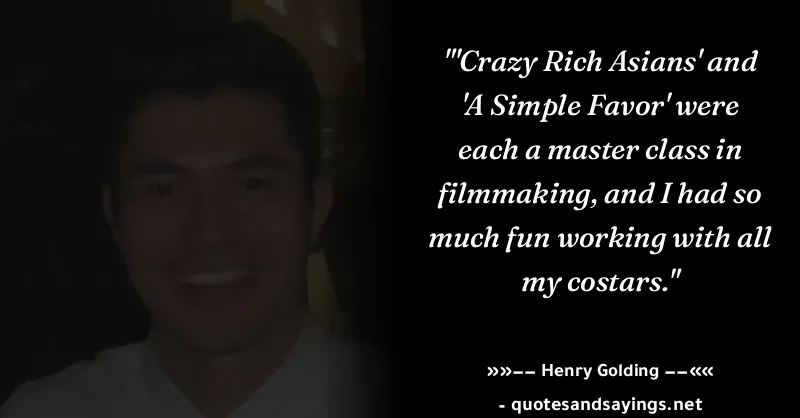 "'Crazy Rich Asians' and
'A Simple Favor' were
each a master class in
filmmaking, and I had so
much fun working with all
my costars."
»»-- Henry Golding --««
- quotesandsayings.net